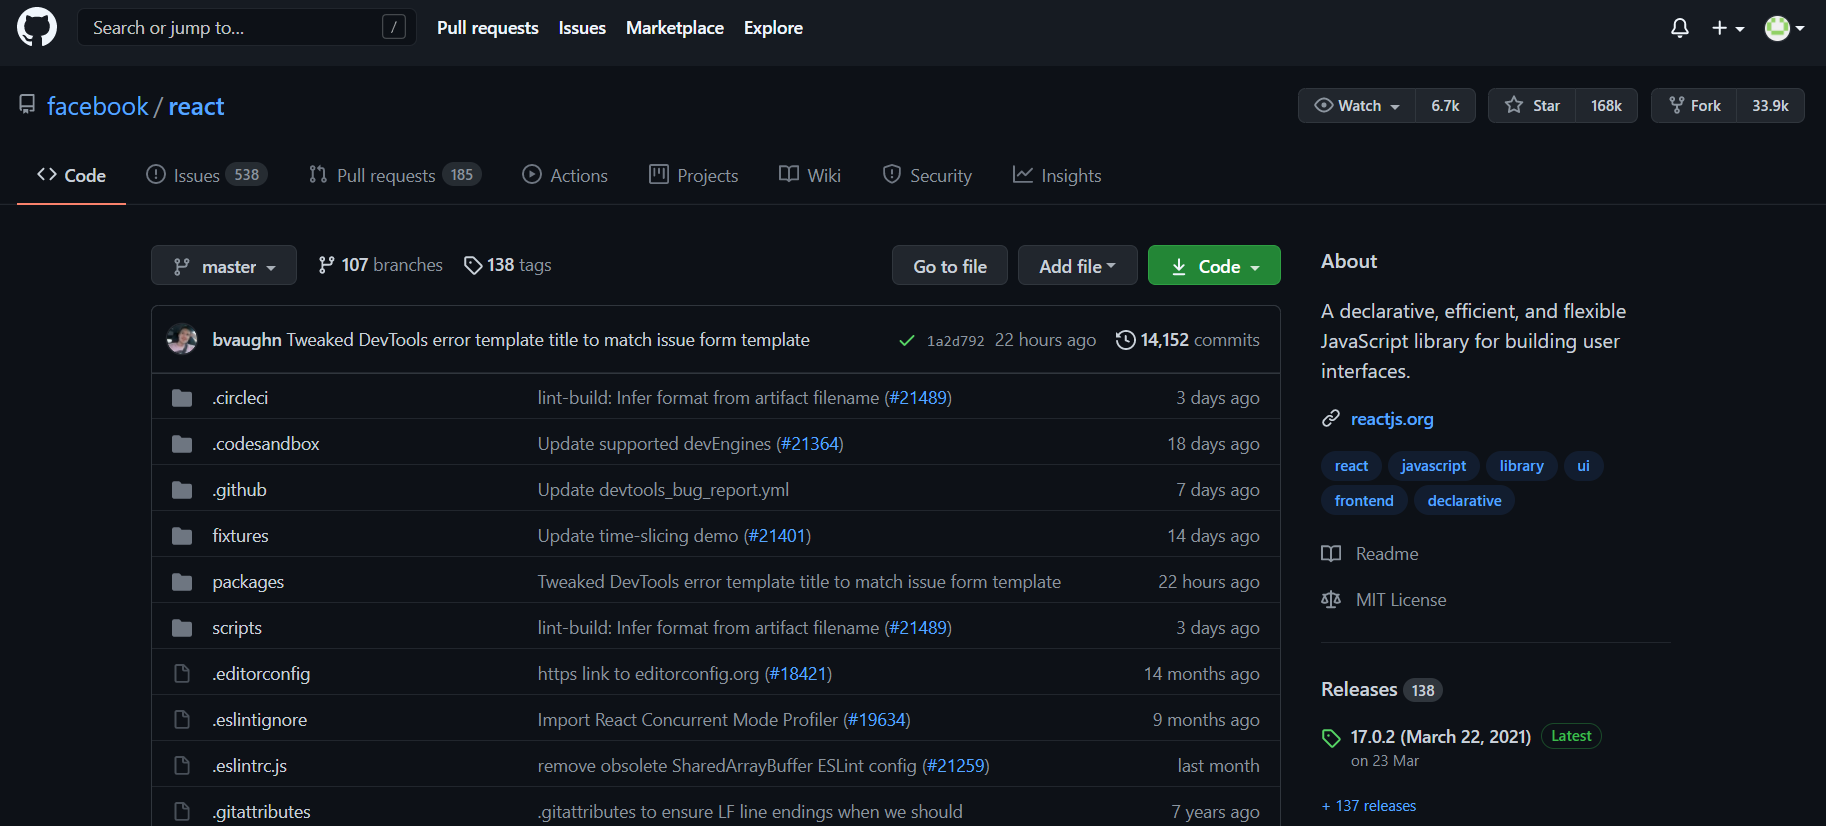 Search or jump to... /
Pull requests Issues Marketplace Explore
facebook / react
Watch 6.7k Star 168k Fork 33.9k
Code Issues 538 Pull requests 185 Actions Projects Wiki Security Insights
master 107 branches 138 tags Go to file Add file Code
bvaughn Tweaked DevTools error template title to match issue form template 1a2d792 22 hours ago 14,152 commits
.circleci lint-build: Infer format from artifact filename (#21489) 3 days ago
.codesandbox Update supported devEngines (#21364) 18 days ago
.github Update devtools_bug_report.yml 7 days ago
fixtures Update time-slicing demo (#21401) 14 days ago
packages Tweaked DevTools error template title to match issue form template 22 hours ago
scripts lint-build: Infer format from artifact filename (#21489) 3 days ago
.editorconfig https link to editorconfig.org (#18421) 14 months ago
.eslintignore Import React Concurrent Mode Profiler (#19634) 9 months ago
.eslintrc.js remove obsolete SharedArrayBuffer ESLint config (#21259) last month
.gitattributes .gitattributes to ensure LF line endings when we should 7 years ago
About
A declarative, efficient, and flexible
JavaScript library for building user
interfaces.
reactjs.org
react javascript library ui
frontend declarative
Readme
MIT License
Releases 138
17.0.2 (March 22, 2021) Latest
on 23 Mar
+ 137 releases